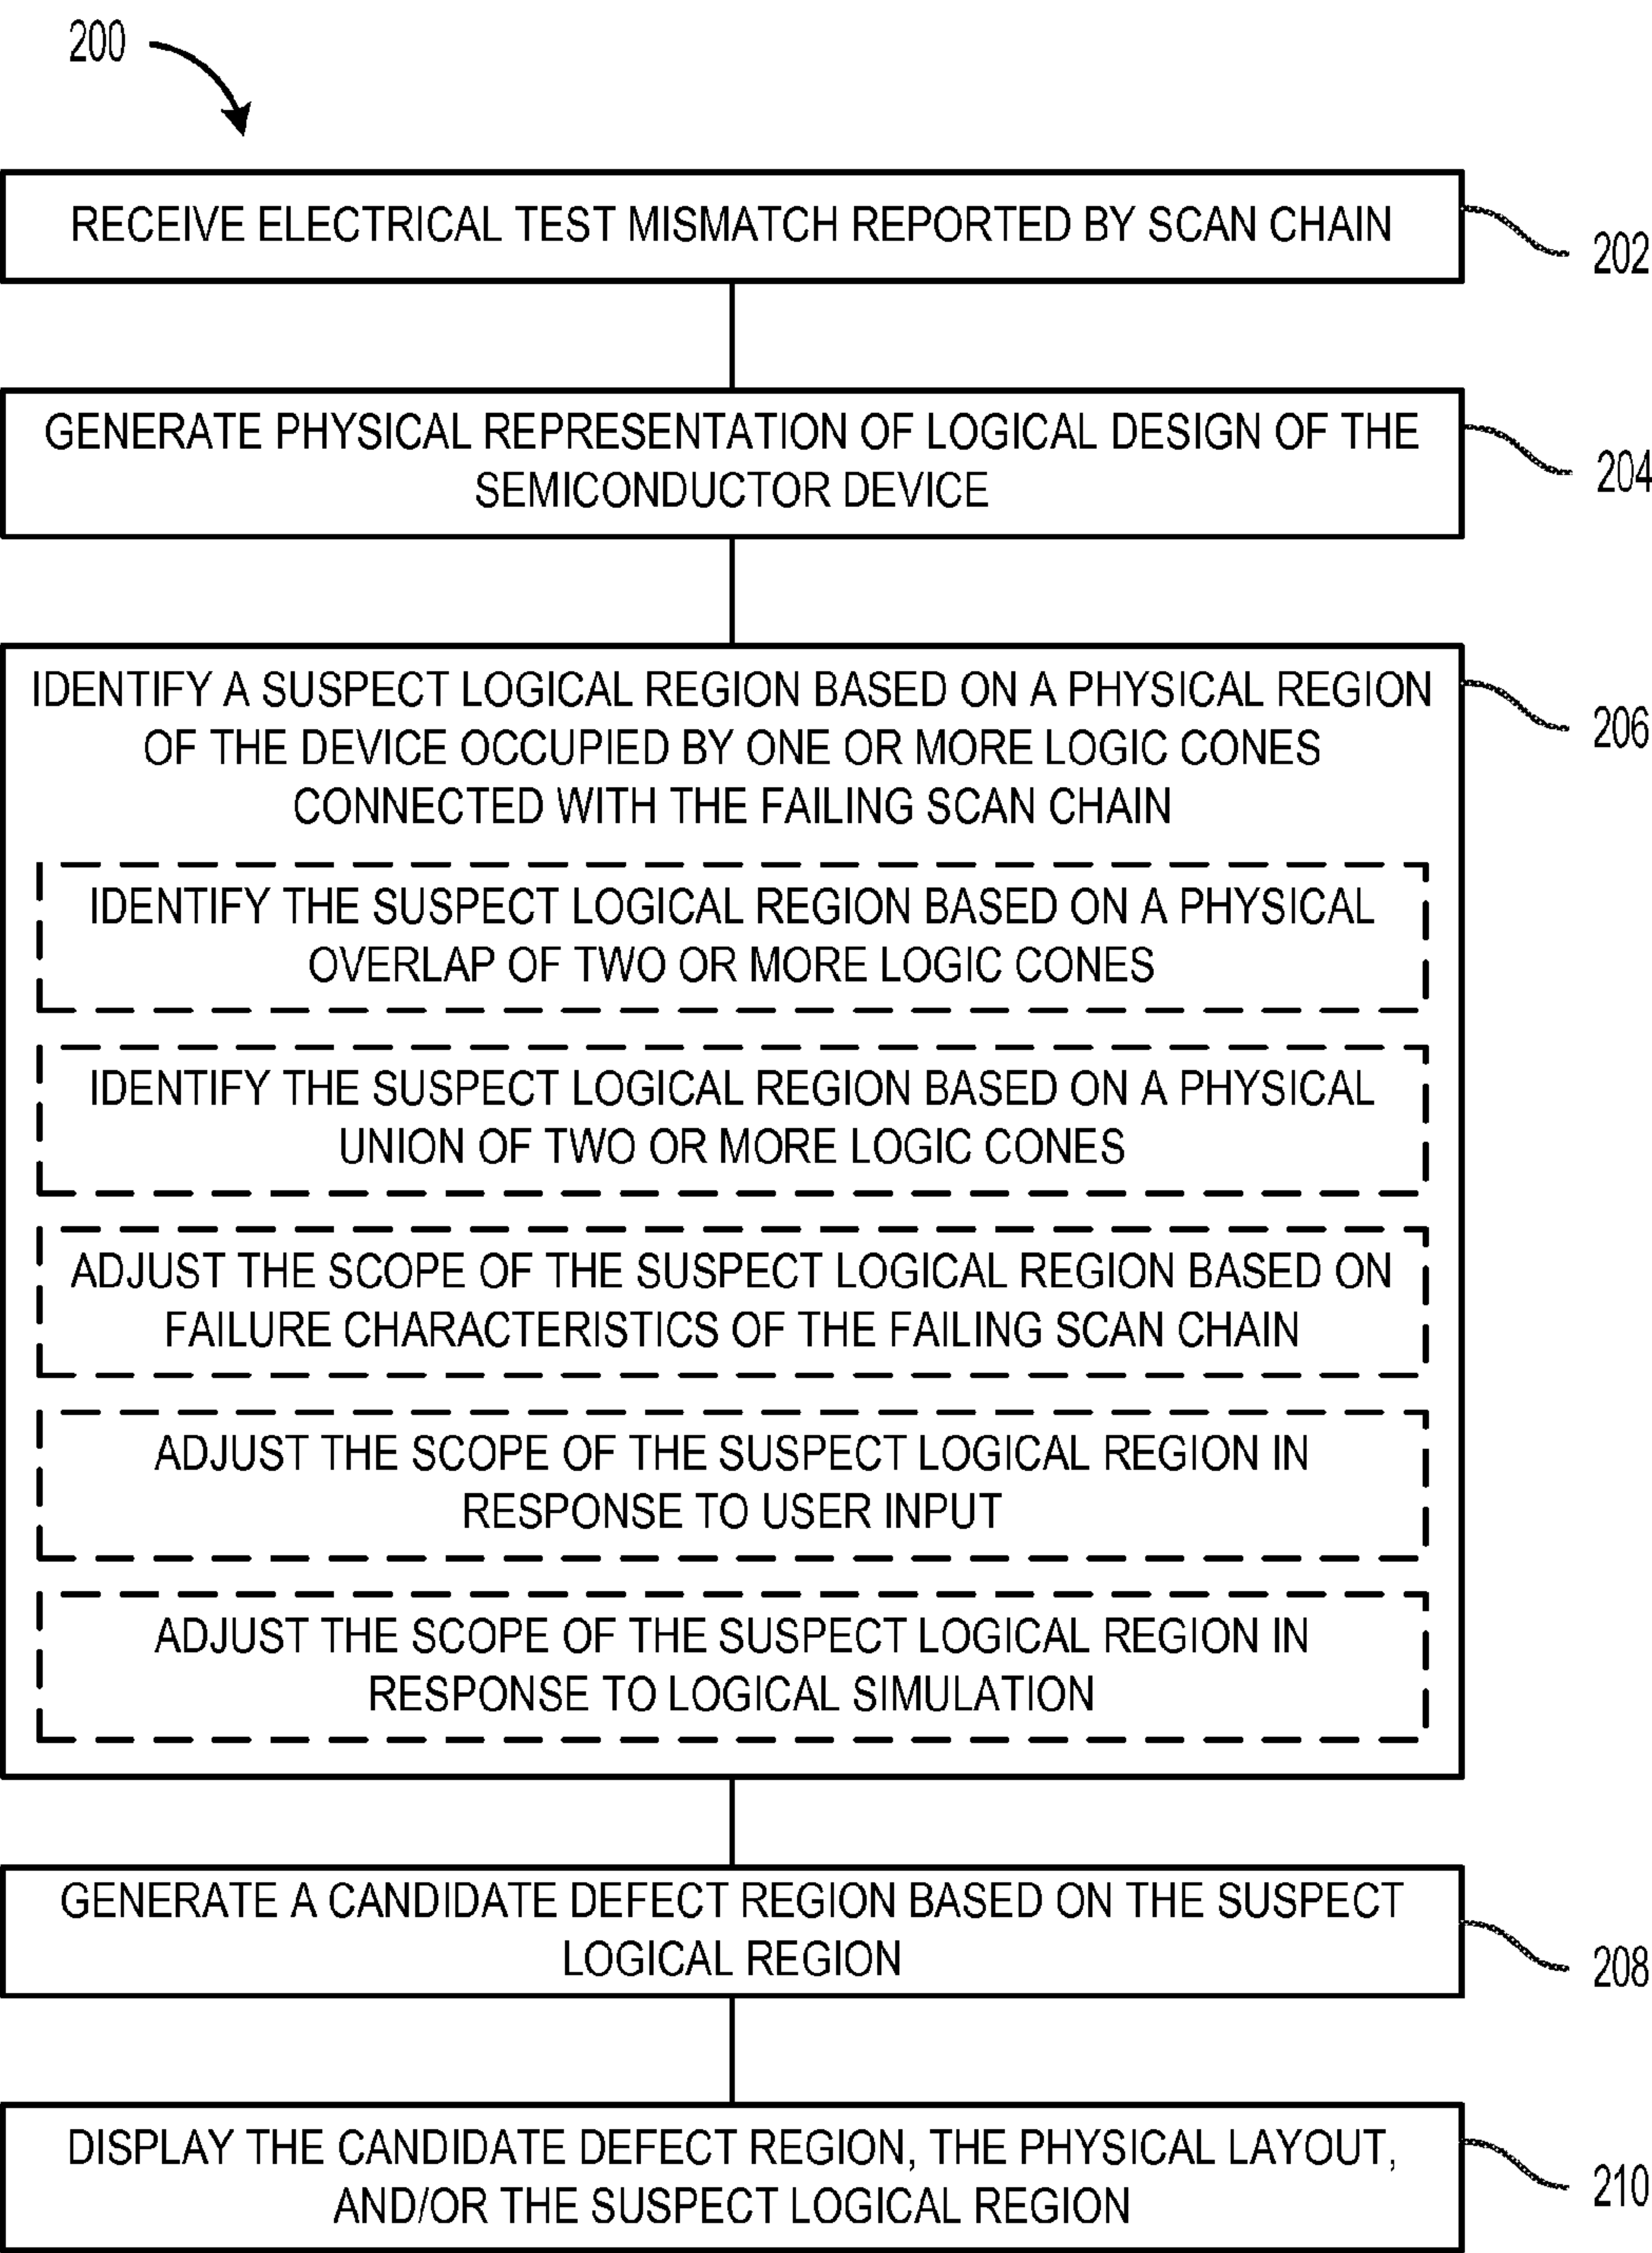 200
RECEIVE ELECTRICAL TEST MISMATCH REPORTED BY SCAN CHAIN
202
GENERATE PHYSICAL REPRESENTATION OF LOGICAL DESIGN OF THE
SEMICONDUCTOR DEVICE
204
IDENTIFY A SUSPECT LOGICAL REGION BASED ON A PHYSICAL REGION
OF THE DEVICE OCCUPIED BY ONE OR MORE LOGIC CONES
CONNECTED WITH THE FAILING SCAN CHAIN
206
IDENTIFY THE SUSPECT LOGICAL REGION BASED ON A PHYSICAL
OVERLAP OF TWO OR MORE LOGIC CONES
IDENTIFY THE SUSPECT LOGICAL REGION BASED ON A PHYSICAL
UNION OF TWO OR MORE LOGIC CONES
ADJUST THE SCOPE OF THE SUSPECT LOGICAL REGION BASED ON
FAILURE CHARACTERISTICS OF THE FAILING SCAN CHAIN
ADJUST THE SCOPE OF THE SUSPECT LOGICAL REGION IN
RESPONSE TO USER INPUT
ADJUST THE SCOPE OF THE SUSPECT LOGICAL REGION IN
RESPONSE TO LOGICAL SIMULATION
GENERATE A CANDIDATE DEFECT REGION BASED ON THE SUSPECT
LOGICAL REGION
208
DISPLAY THE CANDIDATE DEFECT REGION, THE PHYSICAL LAYOUT,
AND/OR THE SUSPECT LOGICAL REGION
210